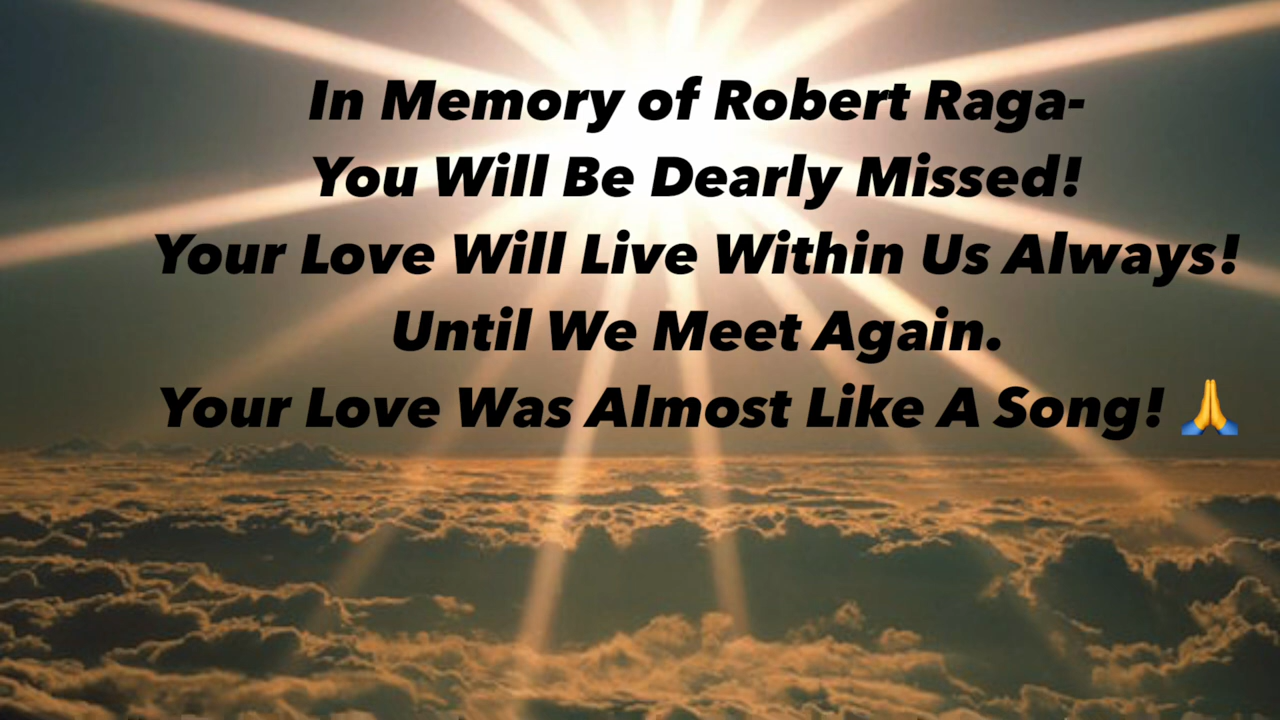 In Memory of Robert Raga-
You Will Be Dearly Missed!
Your Love Will Live Within Us Always!
Until We Meet Again.
Your Love Was Almost Like A Song! 🙏